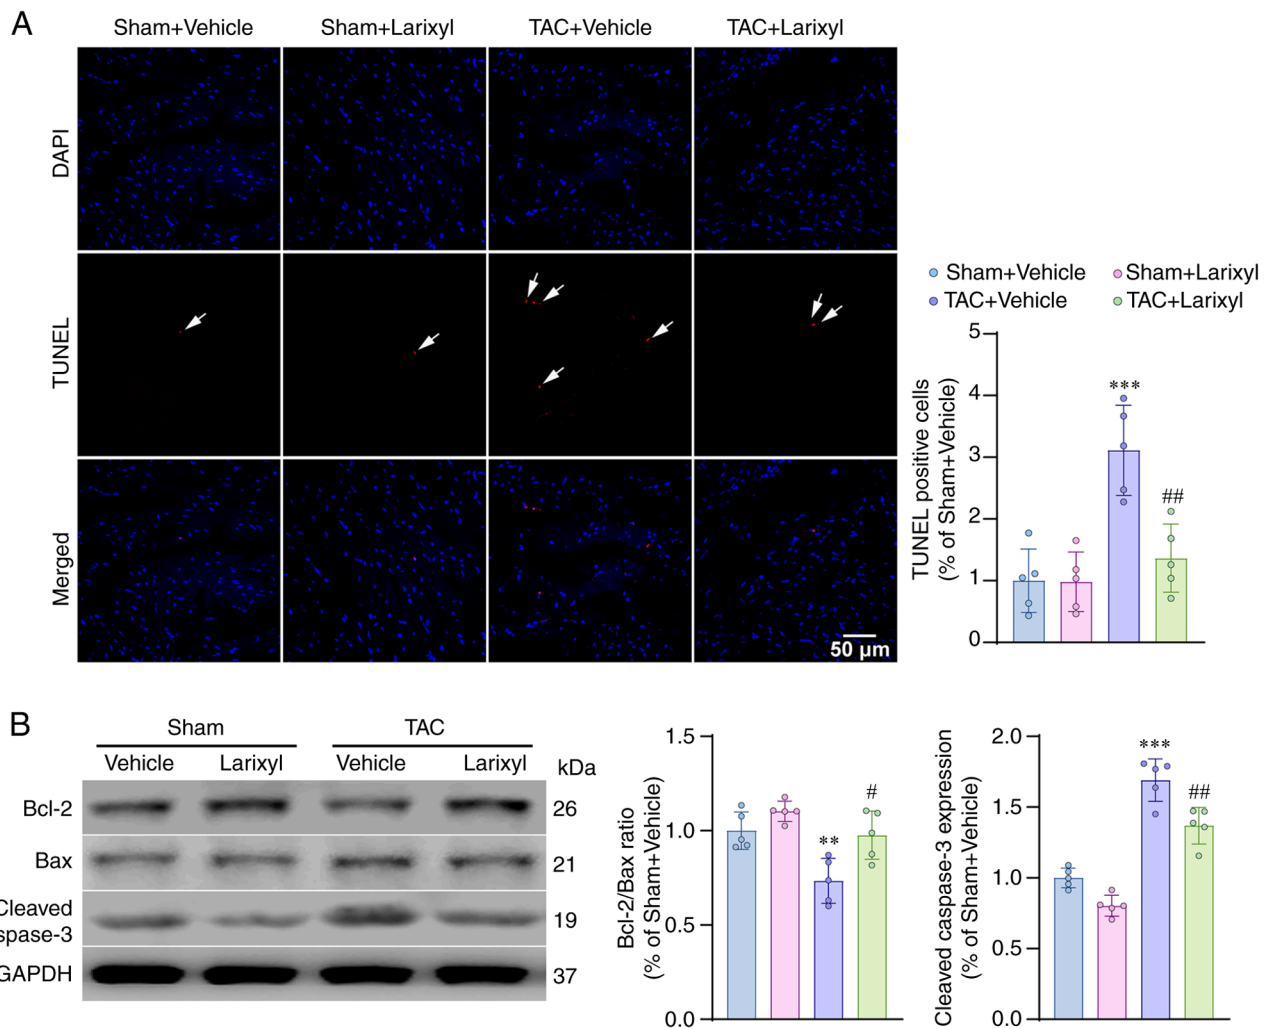 A
Sham+Vehicle Sham+Larixyl TAC+Vehicle TAC+Larixyl
DAPI
TUNEL
Merged
50 µm
Sham+Vehicle Sham+Larixyl
TAC+Vehicle TAC+Larixyl
TUNEL positive cells
(% of Sham+Vehicle)
5
4
3
2
1
0
***
##
B
Sham TAC
Vehicle Larixyl Vehicle Larixyl kDa
Bcl-2 26
Bax 21
Cleaved
spase-3 19
GAPDH 37
Bcl-2/Bax ratio
(% of Sham+Vehicle)
1.5
1.0
0.5
0.0
**
#
Cleaved caspase-3 expression
(% of Sham+Vehicle)
2.0
1.5
1.0
0.5
0.0
***
##